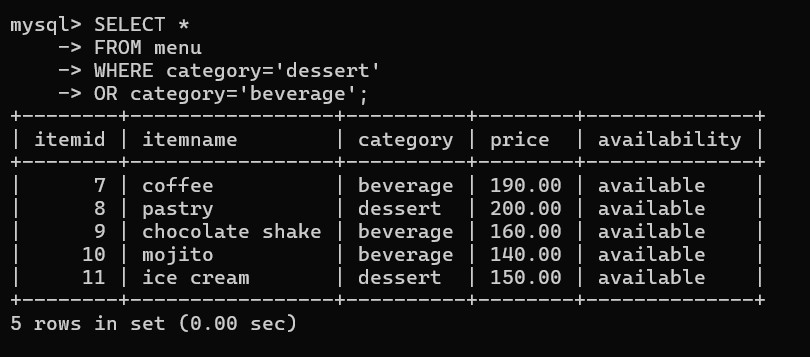 mysql> SELECT *
    -> FROM menu
    -> WHERE category='dessert'
    -> OR category='beverage';
+--------+-----------------+----------+--------+--------------+
| itemid | itemname        | category | price  | availability |
+--------+-----------------+----------+--------+--------------+
|      7 | coffee          | beverage | 190.00 | available    |
|      8 | pastry          | dessert  | 200.00 | available    |
|      9 | chocolate shake | beverage | 160.00 | available    |
|     10 | mojito          | beverage | 140.00 | available    |
|     11 | ice cream       | dessert  | 150.00 | available    |
+--------+-----------------+----------+--------+--------------+
5 rows in set (0.00 sec)